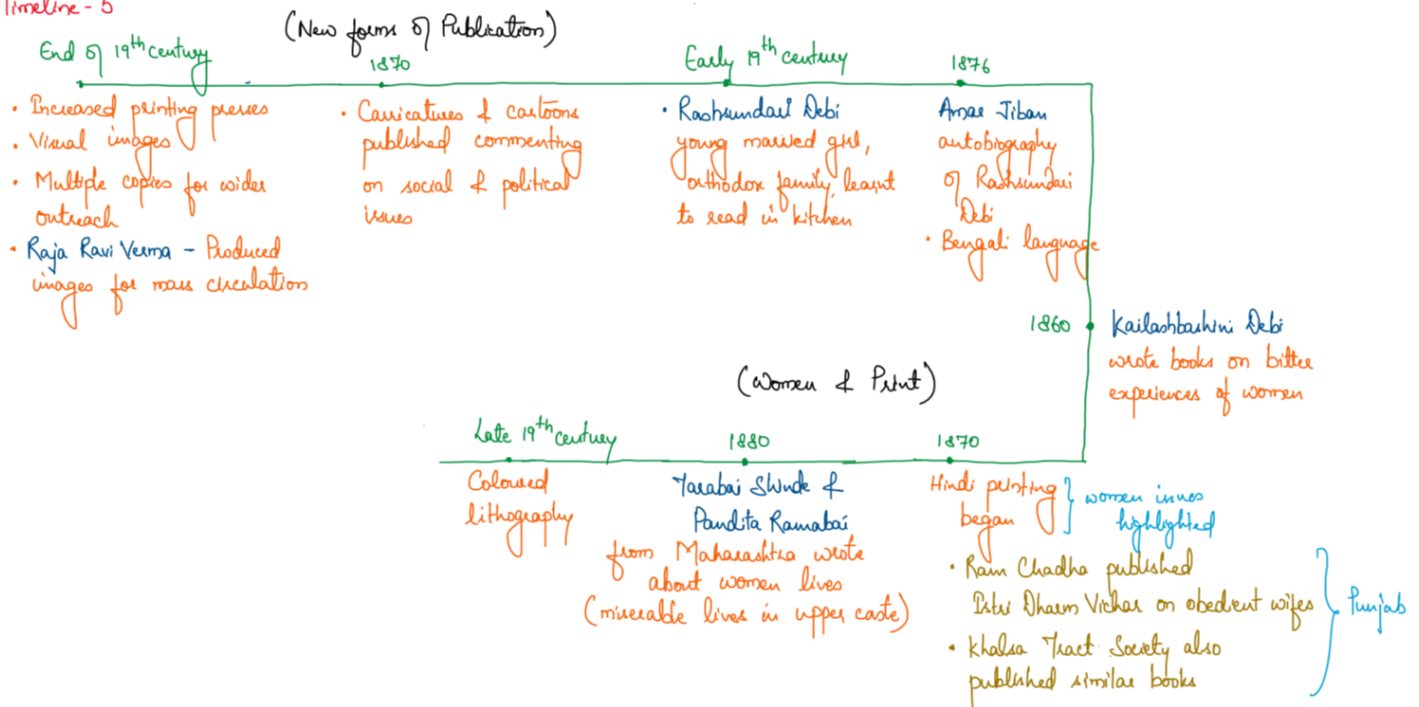 Timeline - 5
(New forms of Publication)
End of 19th century
1870
Early 19th century
1876
• Increased printing presses
• Visual images
• Multiple copies for wider
outreach
• Raja Ravi Verma - Produced
images for mass circulation
• Caricatures & cartoons
published commenting
on social & political
issues
• Rashsundari Debi
young married girl,
orthodox family, learnt
to read in kitchen
Amar Jiban
autobiography
of Rashsundari
Debi
• Bengali language
1860
Kailashbashini Debi
wrote books on bitter
experiences of women
(Women & Print)
Late 19th century
1880
1870
Coloured
lithography
Tarabai Shinde &
Pandita Ramabai
from Maharashtra wrote
about women lives
(miserable lives in upper caste)
Hindi printing
began
women issues
highlighted
• Ram Chadha published
Istri Dharm Vichar on obedient wifes
• Khalsa Tract Society also
published similar books
Punjab